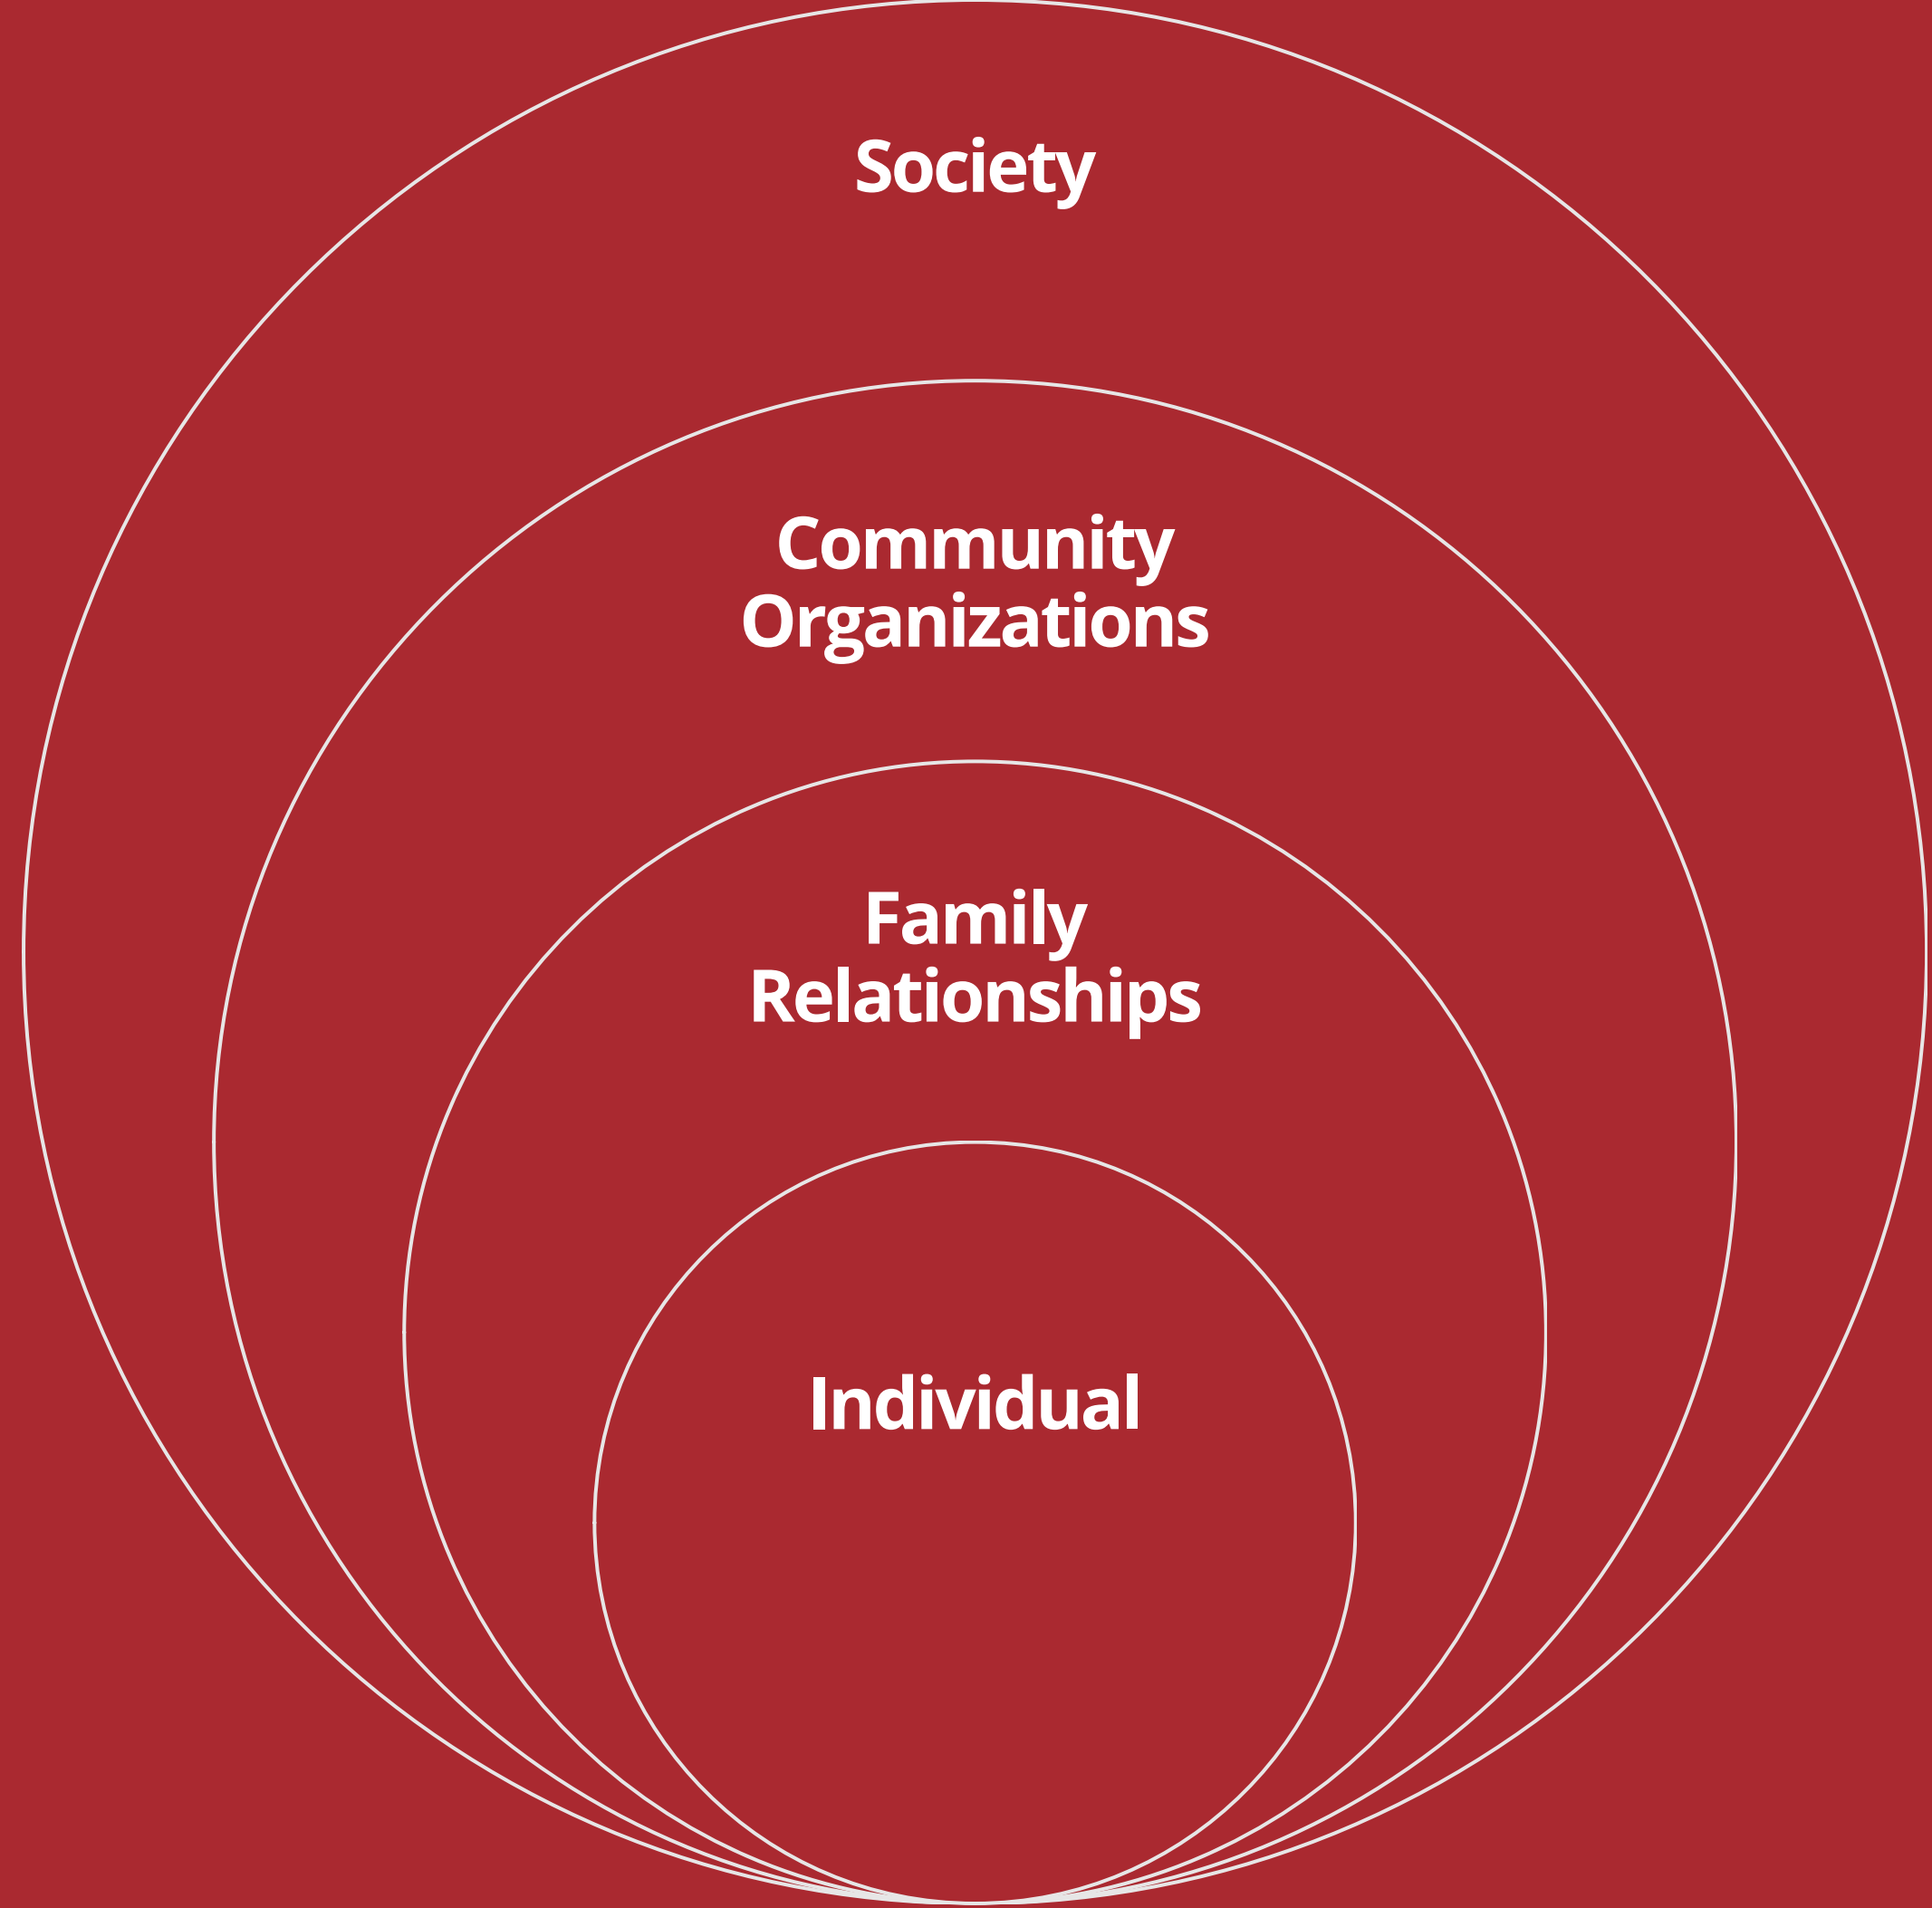 Society
Community
Organizations
Family
Relationships
Individual